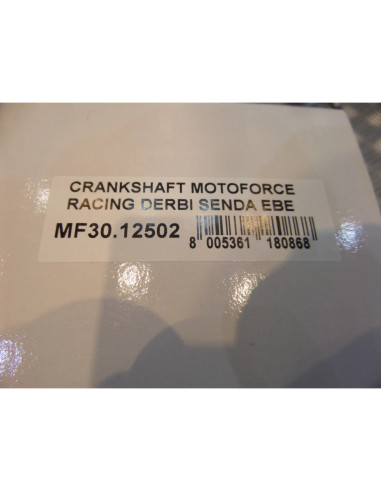 CRANKSHAFT MOTOFORCE
RACING DERBI SENDA EBE
MF30.12502
8 005361 180868